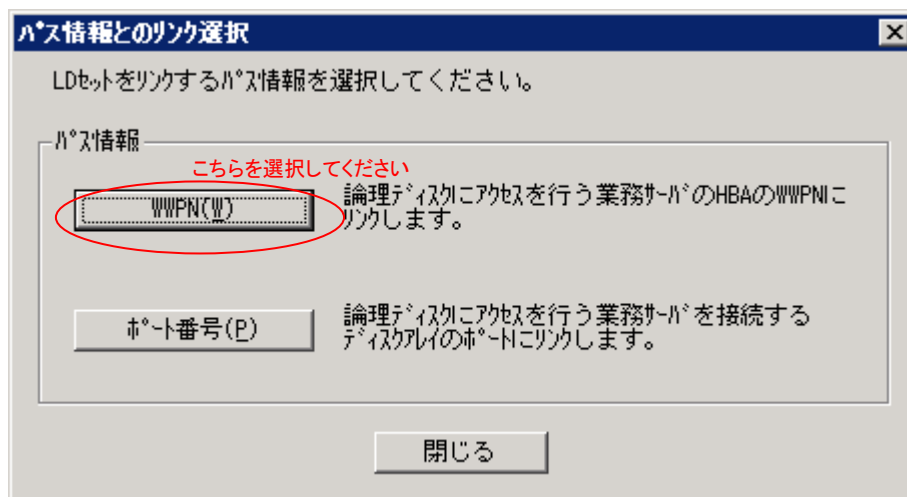 パス情報とのリンク選択
LDｾｯﾄをﾘﾝｸするﾊﾟｽ情報を選択してください。
ﾊﾟｽ情報
こちらを選択してください
WWPN(W)
論理ﾃﾞｨｽｸにｱｸｾｽを行う業務ｻｰﾊﾞのHBAのWWPNに
ﾘﾝｸします。
ﾎﾟｰﾄ番号(P)
論理ﾃﾞｨｽｸにｱｸｾｽを行う業務ｻｰﾊﾞを接続する
ﾃﾞｨｽｸｱﾚｲのﾎﾟｰﾄにﾘﾝｸします。
閉じる